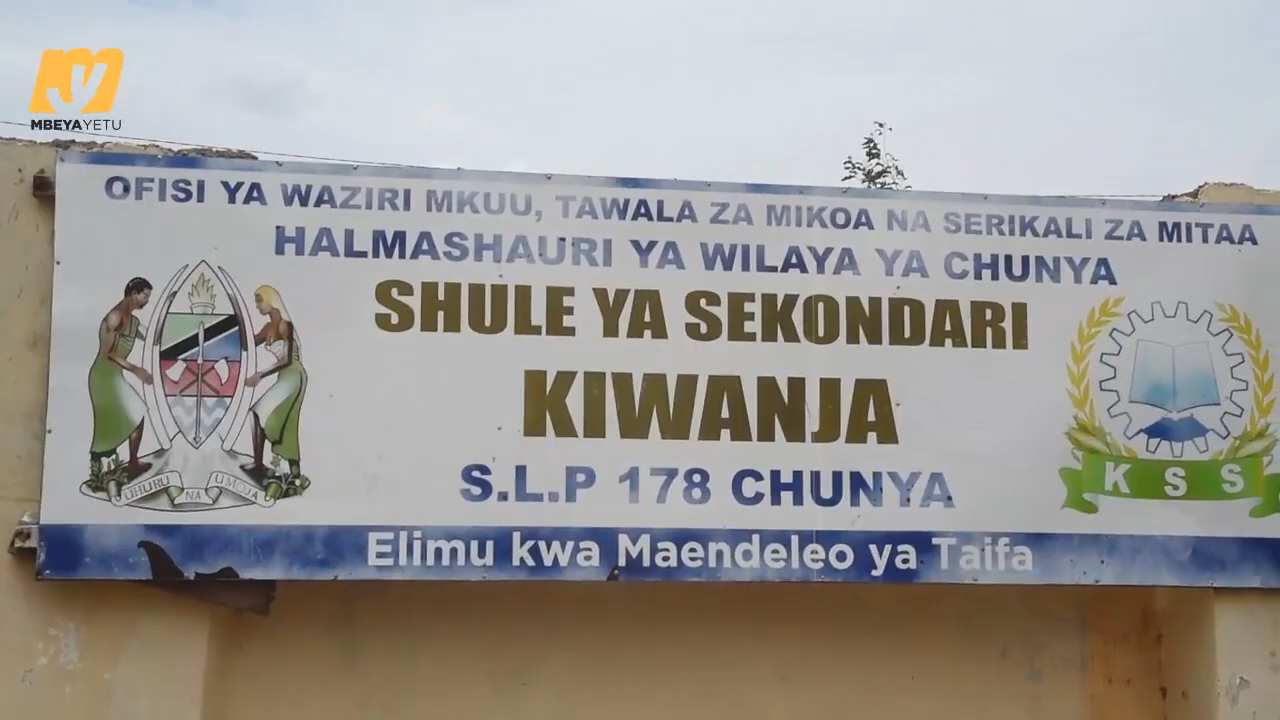 MBEYAYETU
OFISI YA WAZIRI MKUU, TAWALA ZA MIKOA NA SERIKALI ZA MITAA
HALMASHAURI YA WILAYA YA CHUNYA
SHULE YA SEKONDARI
KIWANJA
S.L.P 178 CHUNYA
UHURU NA UMOJA
KSS
Elimu kwa Maendeleo ya Taifa